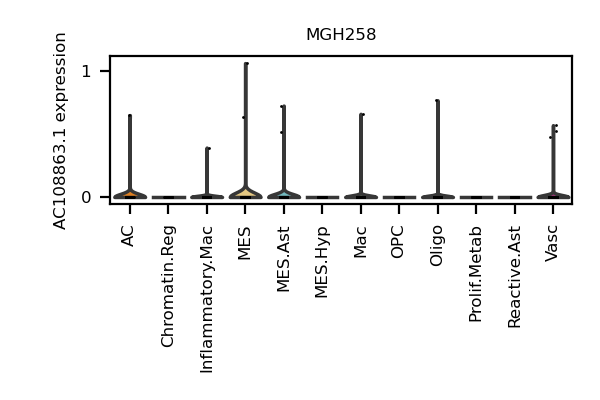 MGH258
AC108863.1 expression
1
0
AC
Chromatin.Reg
Inflammatory.Mac
MES
MES.Ast
MES.Hyp
Mac
OPC
Oligo
Prolif.Metab
Reactive.Ast
Vasc